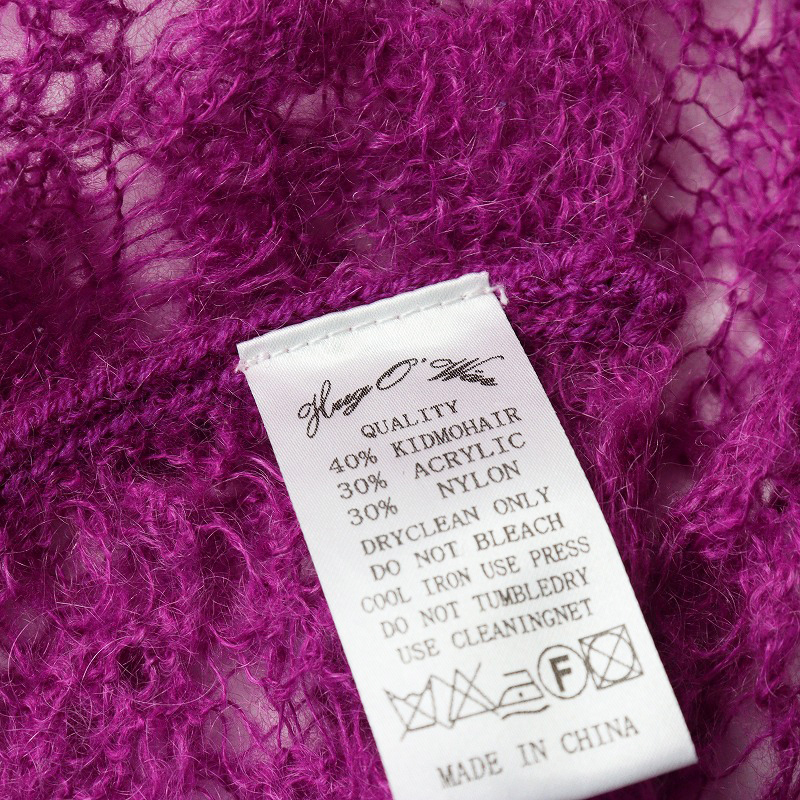 Hug O'
QUALITY
40% KIDMOHAIR
30% ACRYLIC
30% NYLON
DRYCLEAN ONLY
DO NOT BLEACH
COOL IRON USE PRESS
DO NOT TUMBLEDRY
USE CLEANINGNET
F
MADE IN CHINA